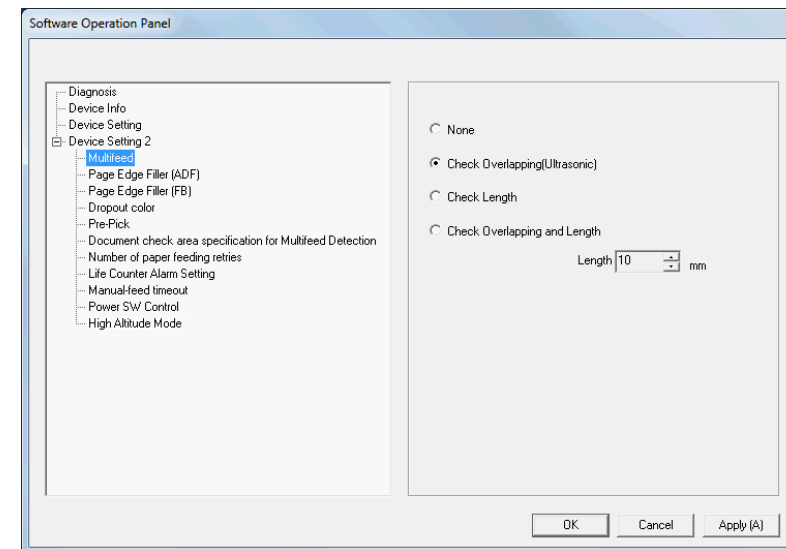 Software Operation Panel
Diagnosis
Device Info
Device Setting
Device Setting 2
Multifeed
Page Edge Filler (ADF)
Page Edge Filler (FB)
Dropout color
Pre-Pick
Document check area specification for Multifeed Detection
Number of paper feeding retries
Life Counter Alarm Setting
Manual-feed timeout
Power SW Control
High Altitude Mode
None
Check Overlapping(Ultrasonic)
Check Length
Check Overlapping and Length
Length 10 mm
OK Cancel Apply (A)